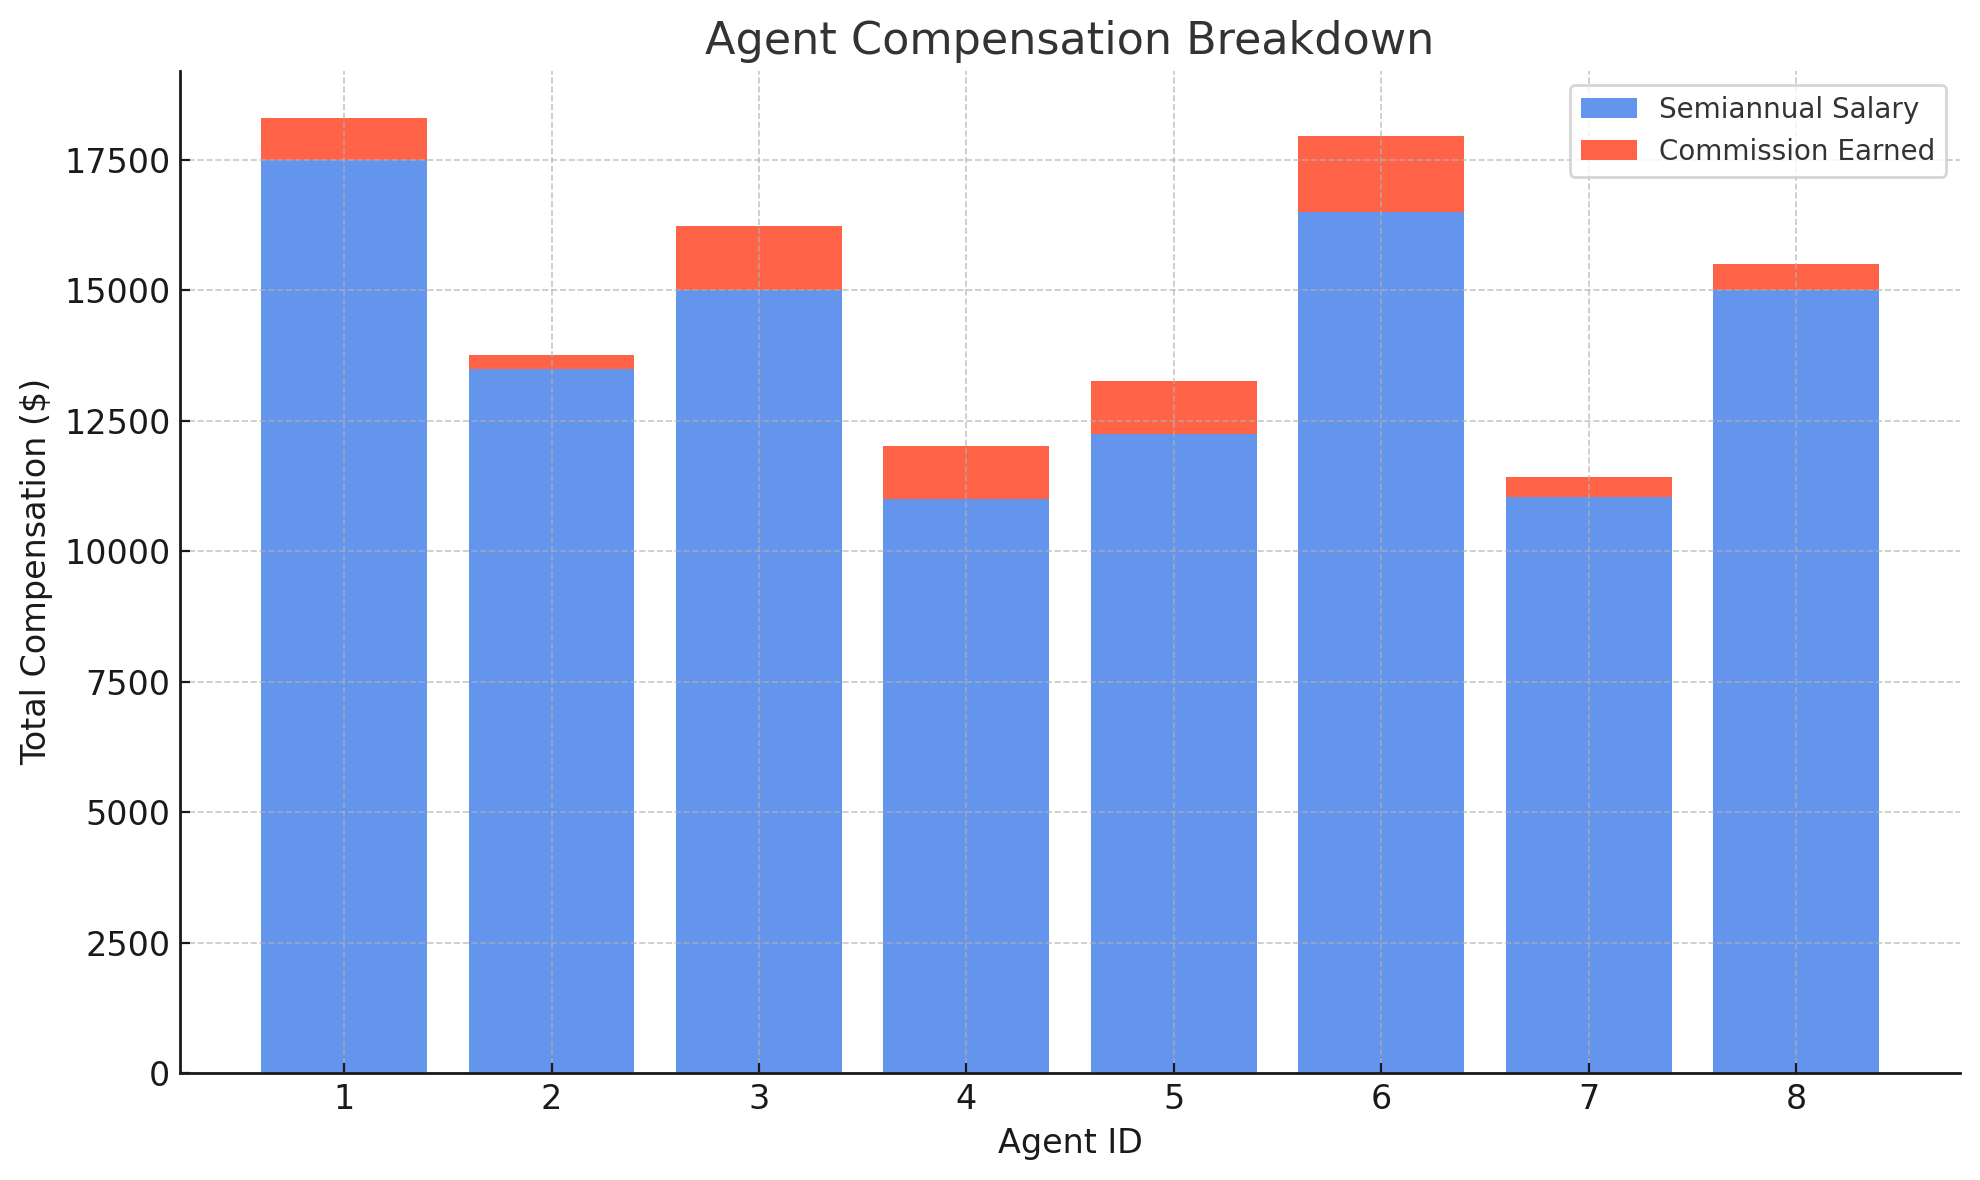 Agent Compensation Breakdown
Semiannual Salary
Commission Earned
Total Compensation ($)
17500
15000
12500
10000
7500
5000
2500
0
1 2 3 4 5 6 7 8
Agent ID